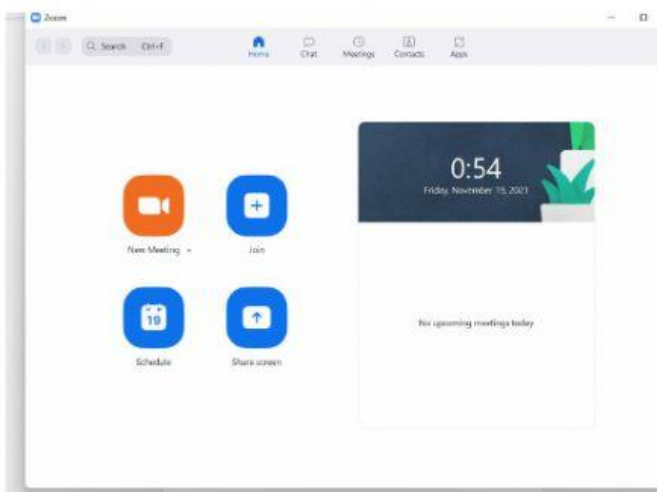 Zoom
Search Ctrl+F
Home Chat Meetings Contacts Apps
0:54
Friday, November 19, 2021
New Meeting
Join
19
Schedule
Share screen
No upcoming meetings today